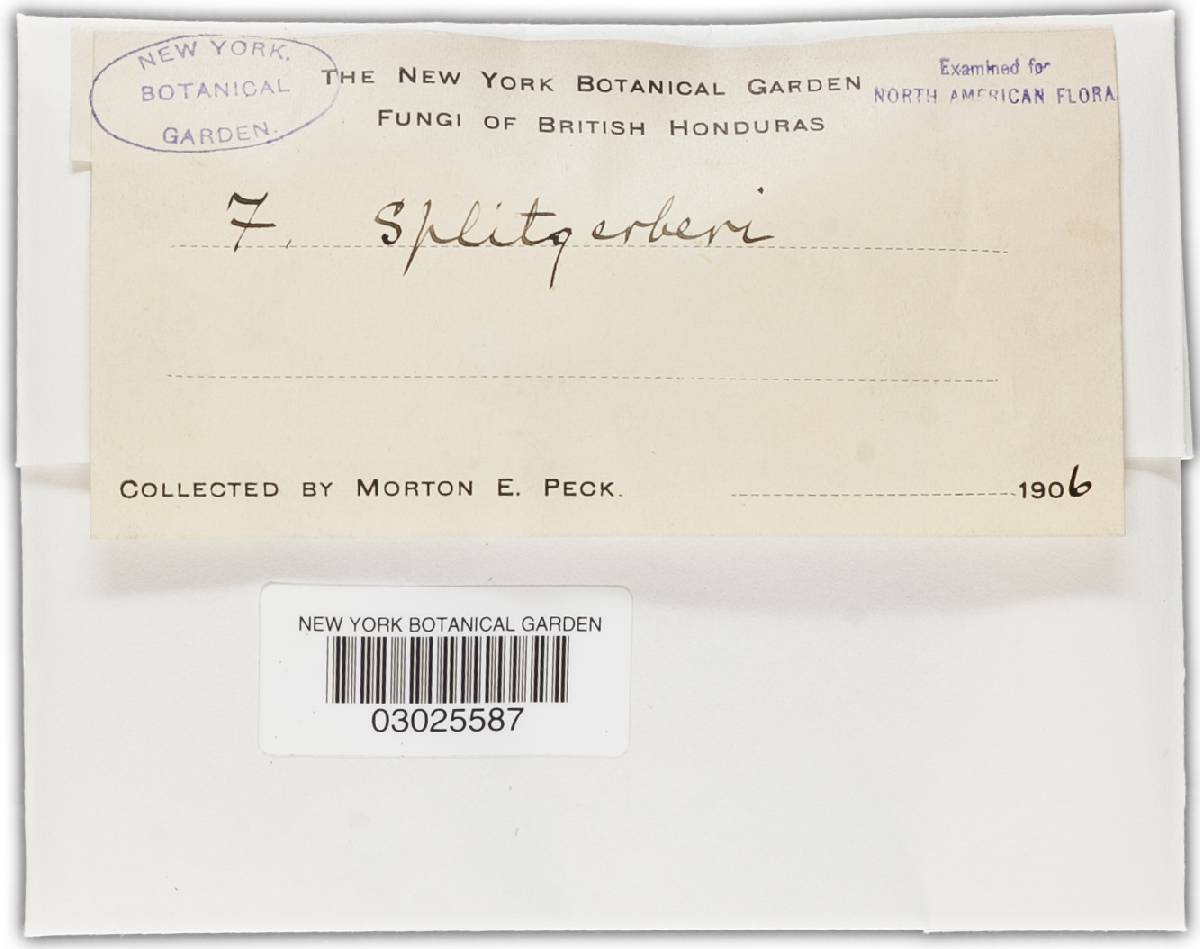 NEW YORK.
BOTANICAL
GARDEN.
THE NEW YORK BOTANICAL GARDEN
FUNGI OF BRITISH HONDURAS
Examined for
NORTH AMERICAN FLORA
F. Splitgerberi
COLLECTED BY MORTON E. PECK. 1906
NEW YORK BOTANICAL GARDEN
03025587